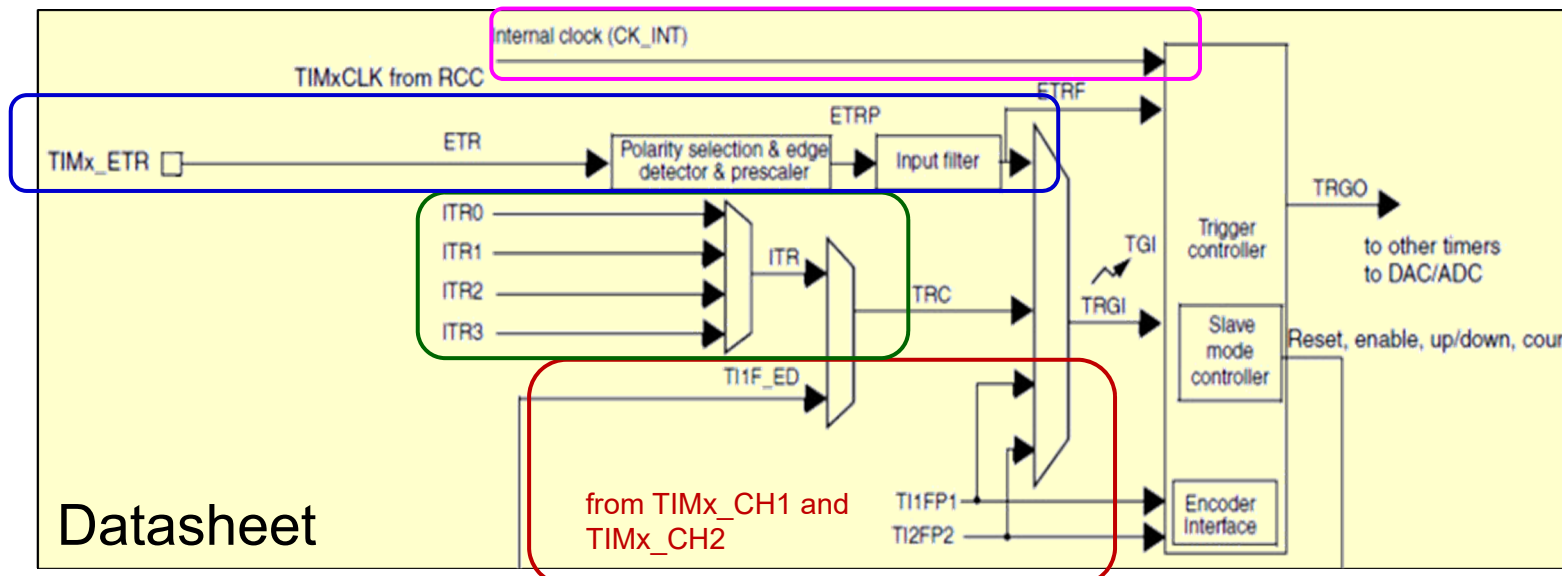 Internal clock (CK_INT)
TIMxCLK from RCC
ETRF
ETR
ETRP
TIMx_ETR
Polarity selection & edge
detector & prescaler
Input filter
ITR0
ITR1
ITR2
ITR3
ITR
TRC
TI1F_ED
TGI
TRGI
Trigger
controller
TRGO
to other timers
to DAC/ADC
Slave
mode
controller
Reset, enable, up/down, cour
from TIMx_CH1 and
TIMx_CH2
TI1FP1
TI2FP2
Encoder
Interface
Datasheet